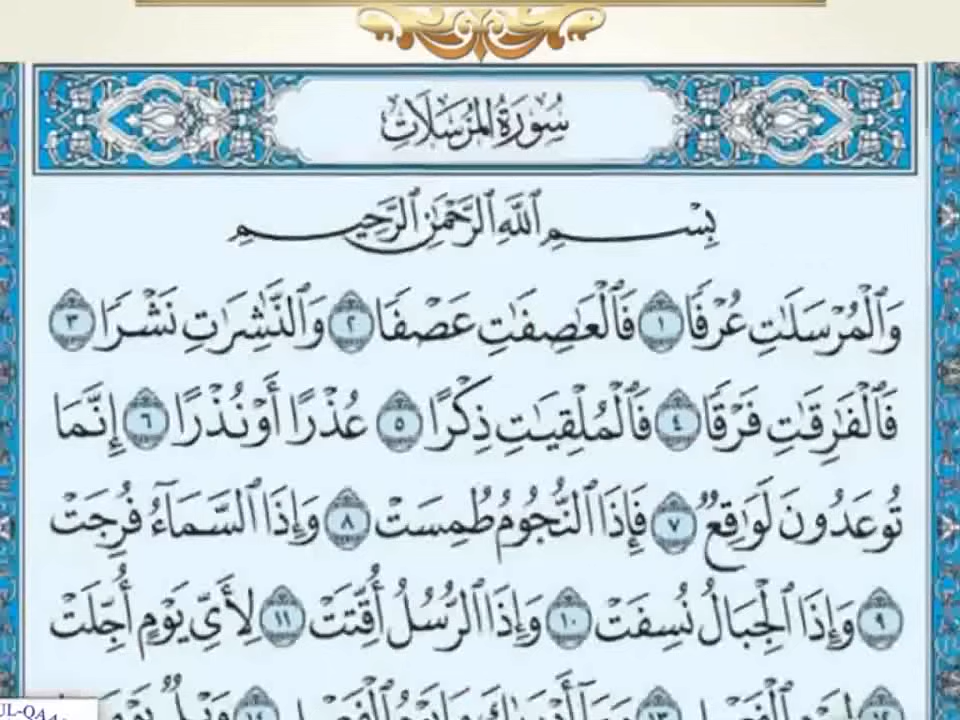 سُورَةُ المُرْسَلَاتِ
بِسْمِ ٱللَّهِ ٱلرَّحْمَٰنِ ٱلرَّحِيمِ
وَٱلْمُرْسَلَٰتِ عُرْفًا ١ فَٱلْعَٰصِفَٰتِ عَصْفًا ٢ وَٱلنَّٰشِرَٰتِ نَشْرًا ٣
فَٱلْفَٰرِقَٰتِ فَرْقًا ٤ فَٱلْمُلْقِيَٰتِ ذِكْرًا ٥ عُذْرًا أَوْ نُذْرًا ٦ إِنَّمَا
تُوعَدُونَ لَوَٰقِعٌ ٧ فَإِذَا ٱلنُّجُومُ طُمِسَتْ ٨ وَإِذَا ٱلسَّمَآءُ فُرِجَتْ
٩ وَإِذَا ٱلْجِبَالُ نُسِفَتْ ١٠ وَإِذَا ٱلرُّسُلُ أُقِّتَتْ ١١ لِأَىِّ يَوْمٍ أُجِّلَتْ